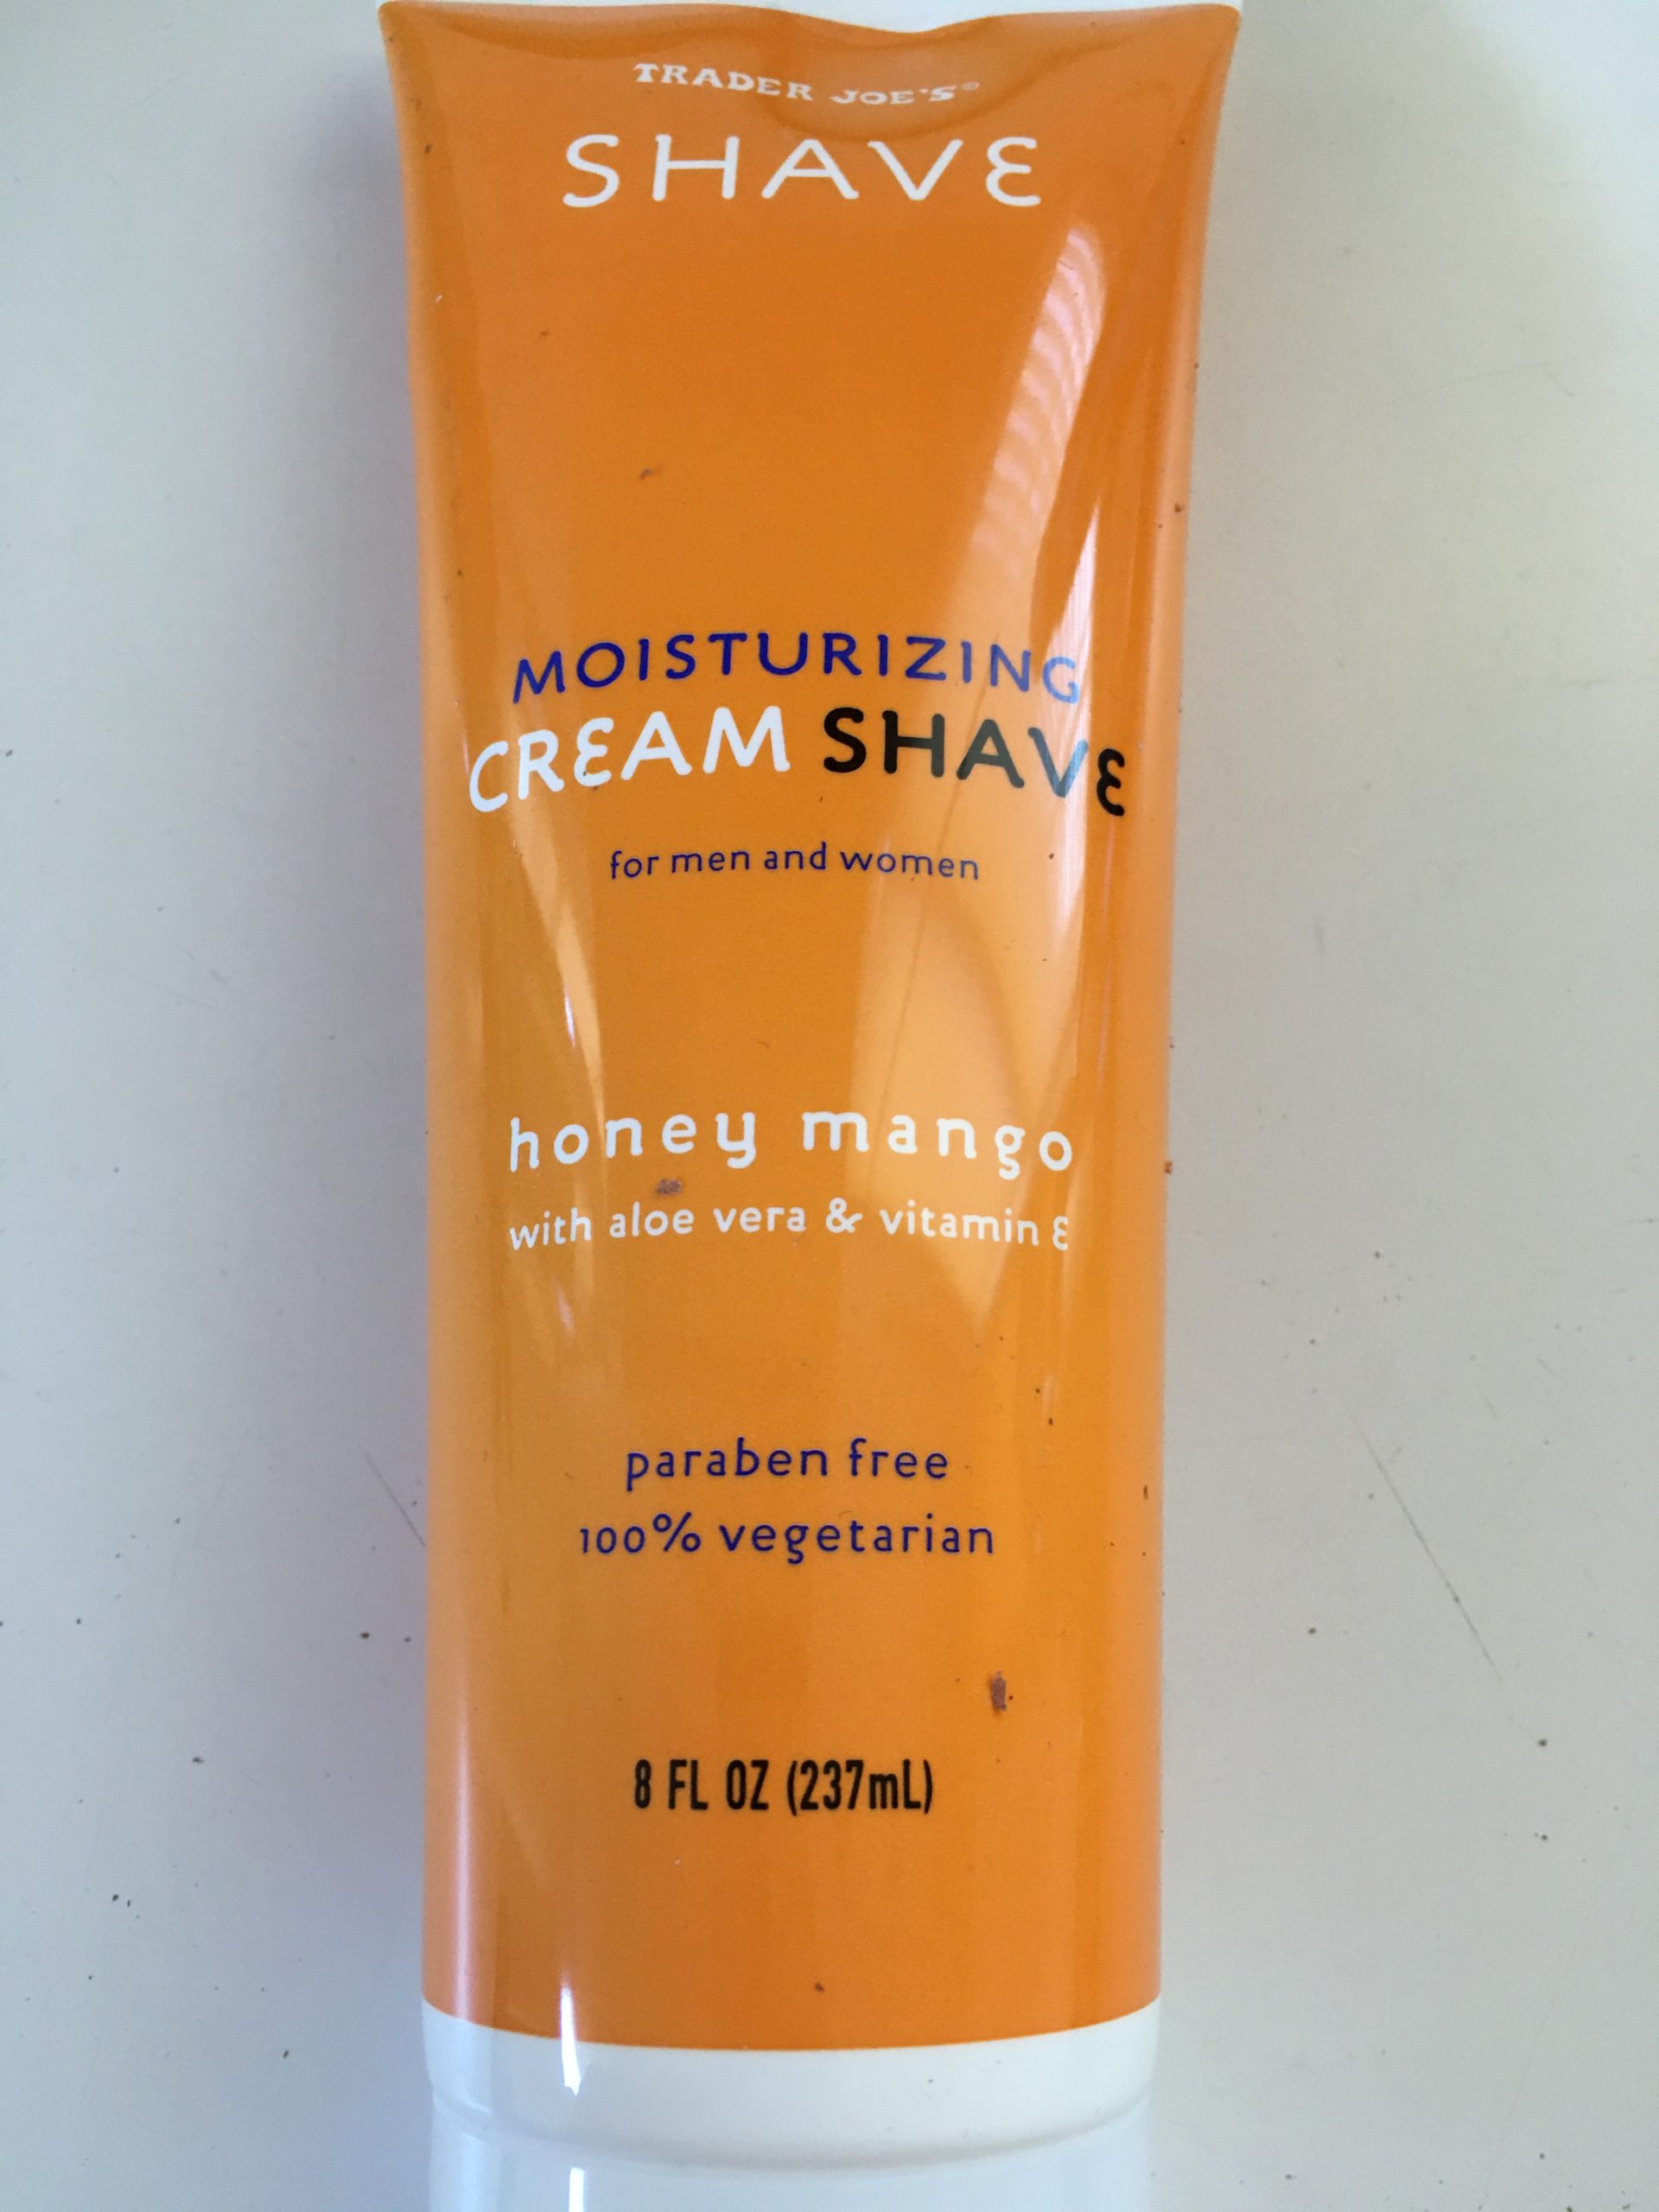 TRADER JOE'S®
SHAVE
MOISTURIZING
CREAM SHAVE
for men and women
honey mango
with aloe vera & vitamin E
paraben free
100% vegetarian
8 FL OZ (237mL)